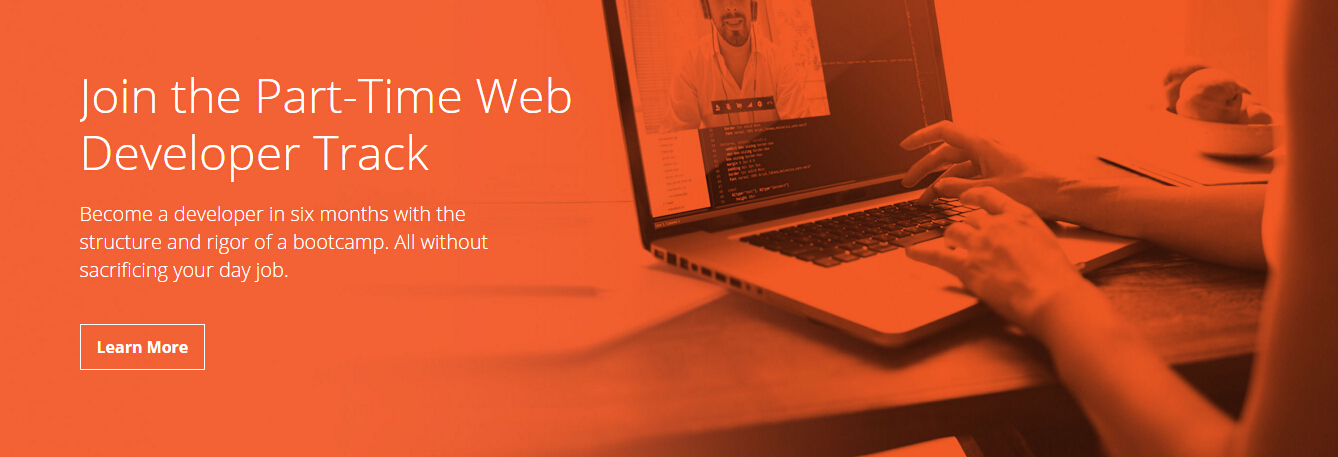 Join the Part-Time Web
Developer Track
Become a developer in six months with the
structure and rigor of a bootcamp. All without
sacrificing your day job.
Learn More